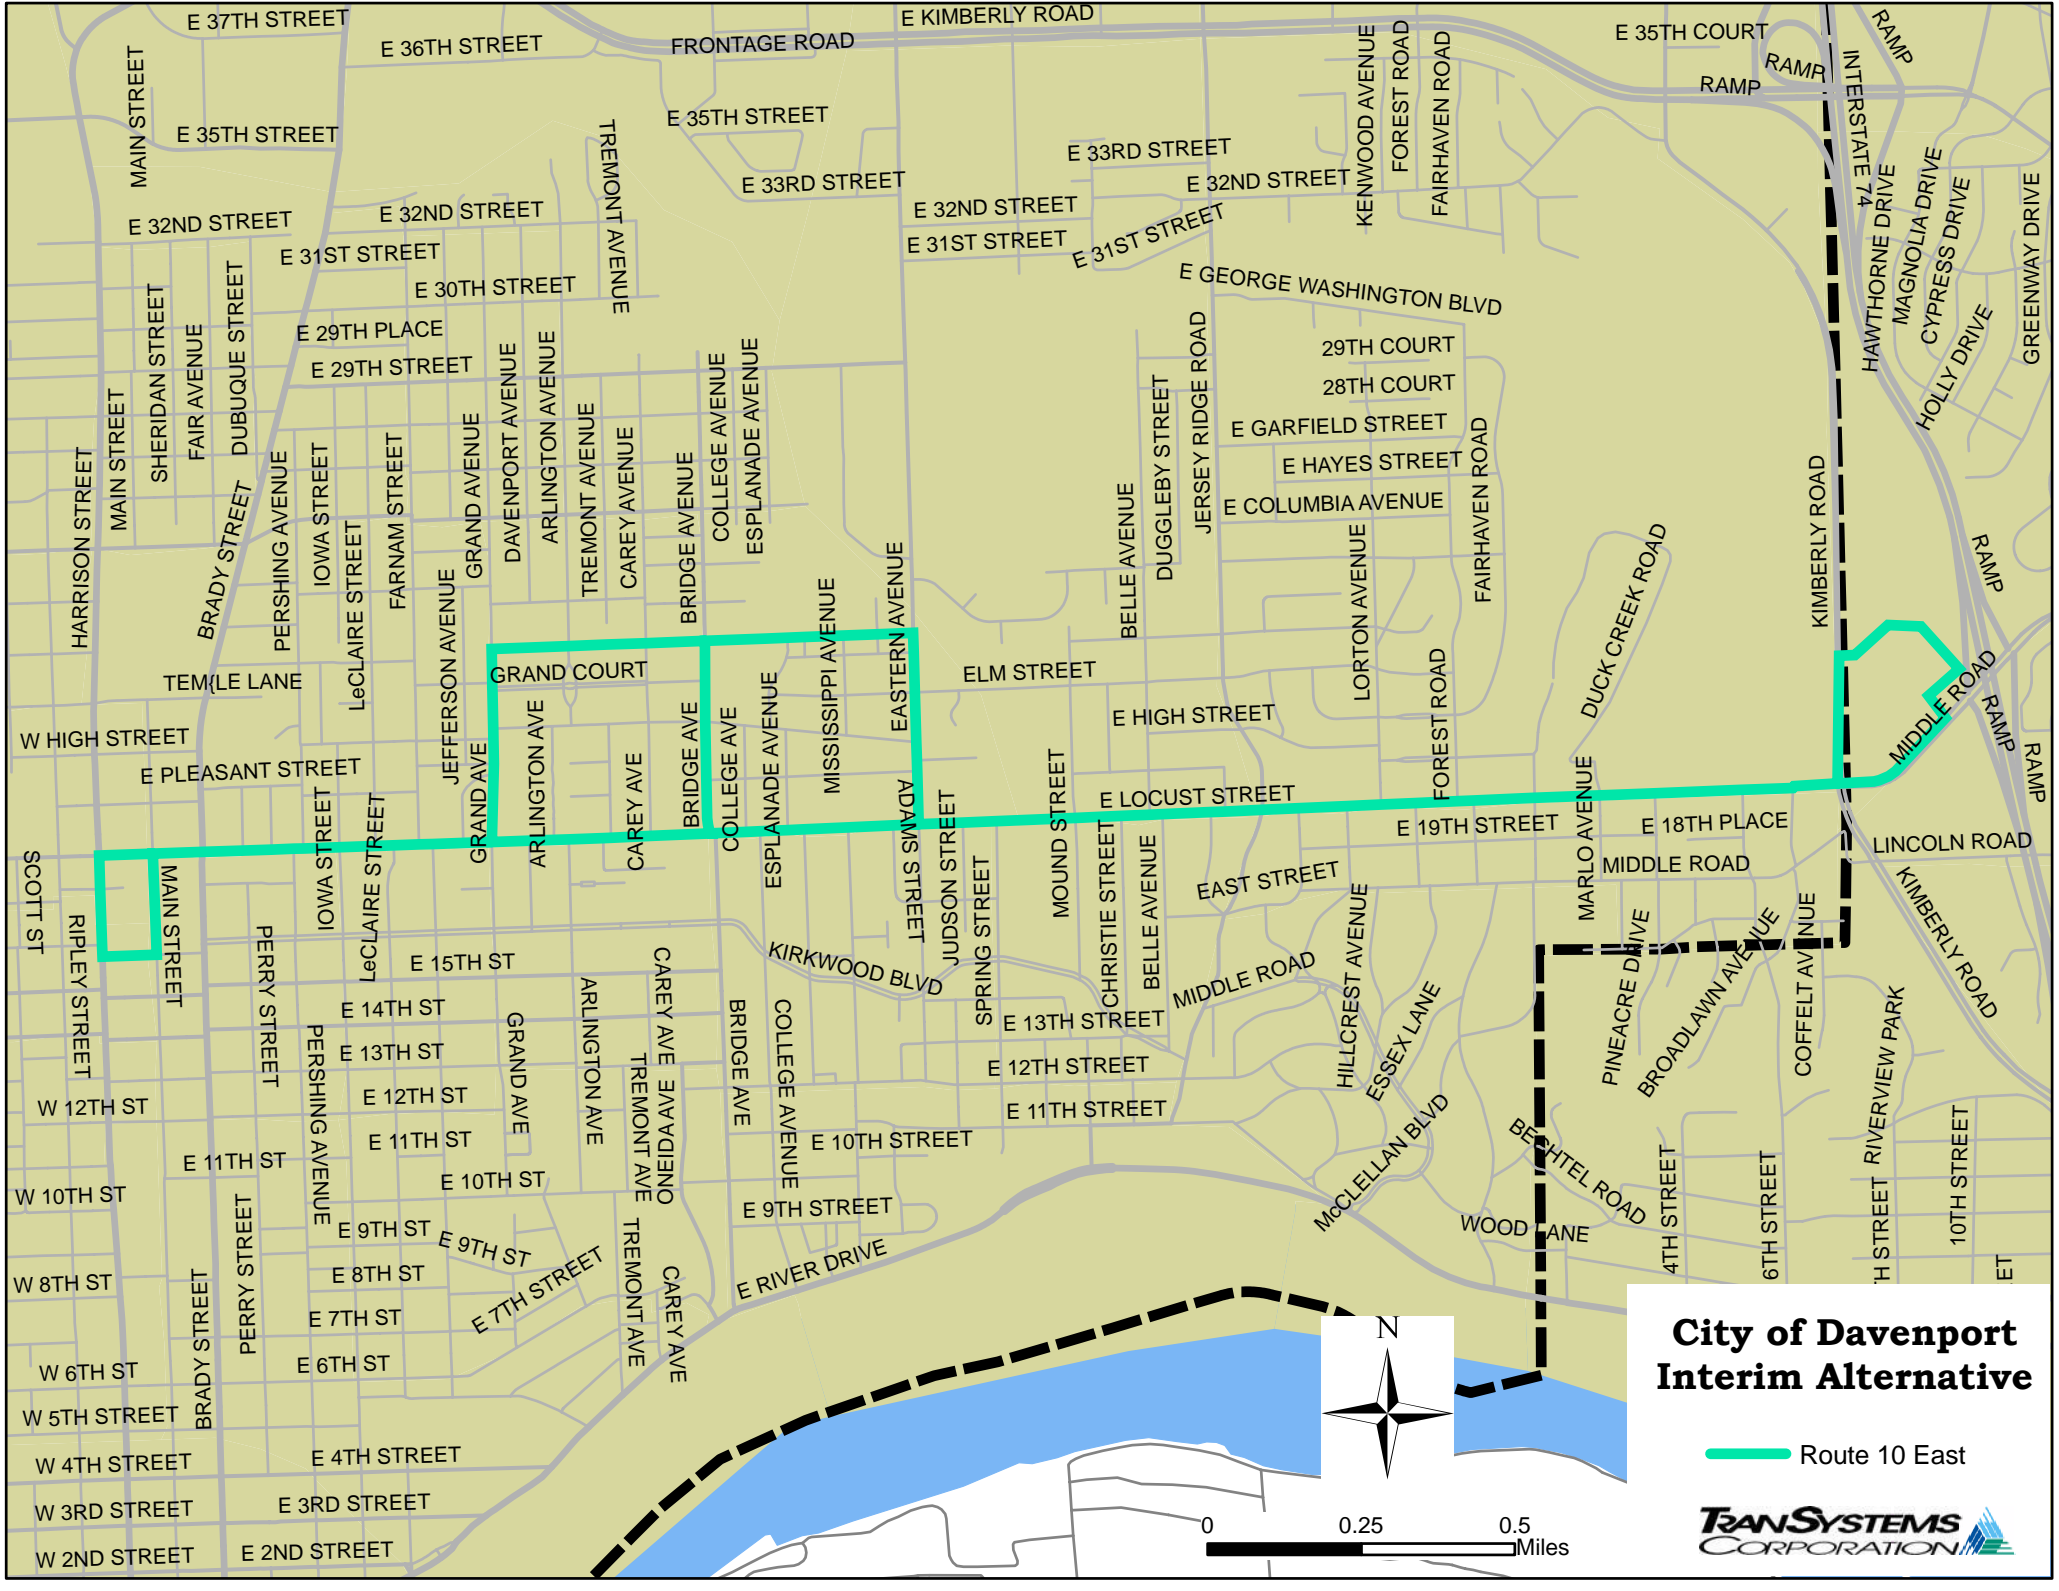 E 37TH STREET
E KIMBERLY ROAD
E 36TH STREET
FRONTAGE ROAD
E 35TH COURT
RAMP
RAMP
RAMP
INTERSTATE 74
MAIN STREET
E 35TH STREET
E 35TH STREET
TREMONT AVENUE
E 33RD STREET
E 33RD STREET
E 32ND STREET
KENWOOD AVENUE
FOREST ROAD
FAIRHAVEN ROAD
E 32ND STREET
E 32ND STREET
E 32ND STREET
E 31ST STREET
E 31ST STREET
E 31ST STREET
HAWTHORNE DRIVE
MAGNOLIA DRIVE
CYPRESS DRIVE
GREENWAY DRIVE
HOLLY DRIVE
E 30TH STREET
E GEORGE WASHINGTON BLVD
E 29TH PLACE
E 29TH STREET
29TH COURT
28TH COURT
E GARFIELD STREET
E HAYES STREET
E COLUMBIA AVENUE
HARRISON STREET
MAIN STREET
SHERIDAN STREET
FAIR AVENUE
DUBUQUE STREET
BRADY STREET
PERSHING AVENUE
IOWA STREET
LeCLAIRE STREET
FARNAM STREET
JEFFERSON AVENUE
GRAND AVENUE
DAVENPORT AVENUE
ARLINGTON AVENUE
TREMONT AVENUE
CAREY AVENUE
BRIDGE AVENUE
COLLEGE AVENUE
ESPLANADE AVENUE
MISSISSIPPI AVENUE
EASTERN AVENUE
BELLE AVENUE
DUGGLEBY STREET
JERSEY RIDGE ROAD
LORTON AVENUE
FAIRHAVEN ROAD
FOREST ROAD
DUCK CREEK ROAD
KIMBERLY ROAD
RAMP
TEM{LE LANE
GRAND COURT
ELM STREET
MIDDLE ROAD
RAMP
RAMP
W HIGH STREET
E HIGH STREET
E PLEASANT STREET
GRAND AVE
ARLINGTON AVE
CAREY AVE
BRIDGE AVE
COLLEGE AVE
ESPLANADE AVENUE
E LOCUST STREET
E 19TH STREET
E 18TH PLACE
MARLO AVENUE
MIDDLE ROAD
LINCOLN ROAD
KIMBERLY ROAD
SCOTT ST
RIPLEY STREET
MAIN STREET
PERRY STREET
IOWA STREET
LeCLAIRE STREET
ADAMS STREET
JUDSON STREET
SPRING STREET
MOUND STREET
CHRISTIE STREET
BELLE AVENUE
EAST STREET
HILLCREST AVENUE
ESSEX LANE
PINEACRE DRIVE
BROADLAWN AVENUE
COFFELT AVENUE
RIVERVIEW PARK
KIRKWOOD BLVD
MIDDLE ROAD
E 15TH ST
E 14TH ST
E 13TH ST
E 13TH STREET
E 12TH ST
E 12TH STREET
W 12TH ST
E 11TH ST
E 11TH STREET
E 11TH ST
E 10TH STREET
E 10TH ST
W 10TH ST
PERSHING AVENUE
GRAND AVE
ARLINGTON AVE
TREMONT AVE
CAREY AVE
ONEIDA AVE
BRIDGE AVE
COLLEGE AVENUE
McCLELLAN BLVD
BECHTEL ROAD
WOOD LANE
4TH STREET
6TH STREET
TH STREET
10TH STREET
ET
E 9TH STREET
E 9TH ST
E 9TH ST
E 8TH ST
W 8TH ST
E 7TH ST
E 7TH STREET
TREMONT AVE
CAREY AVE
E RIVER DRIVE
PERRY STREET
BRADY STREET
W 6TH ST
E 6TH ST
W 5TH STREET
W 4TH STREET
E 4TH STREET
W 3RD STREET
E 3RD STREET
W 2ND STREET
E 2ND STREET
N
0 0.25 0.5
Miles
City of Davenport
Interim Alternative
Route 10 East
TRANSYSTEMS
CORPORATION